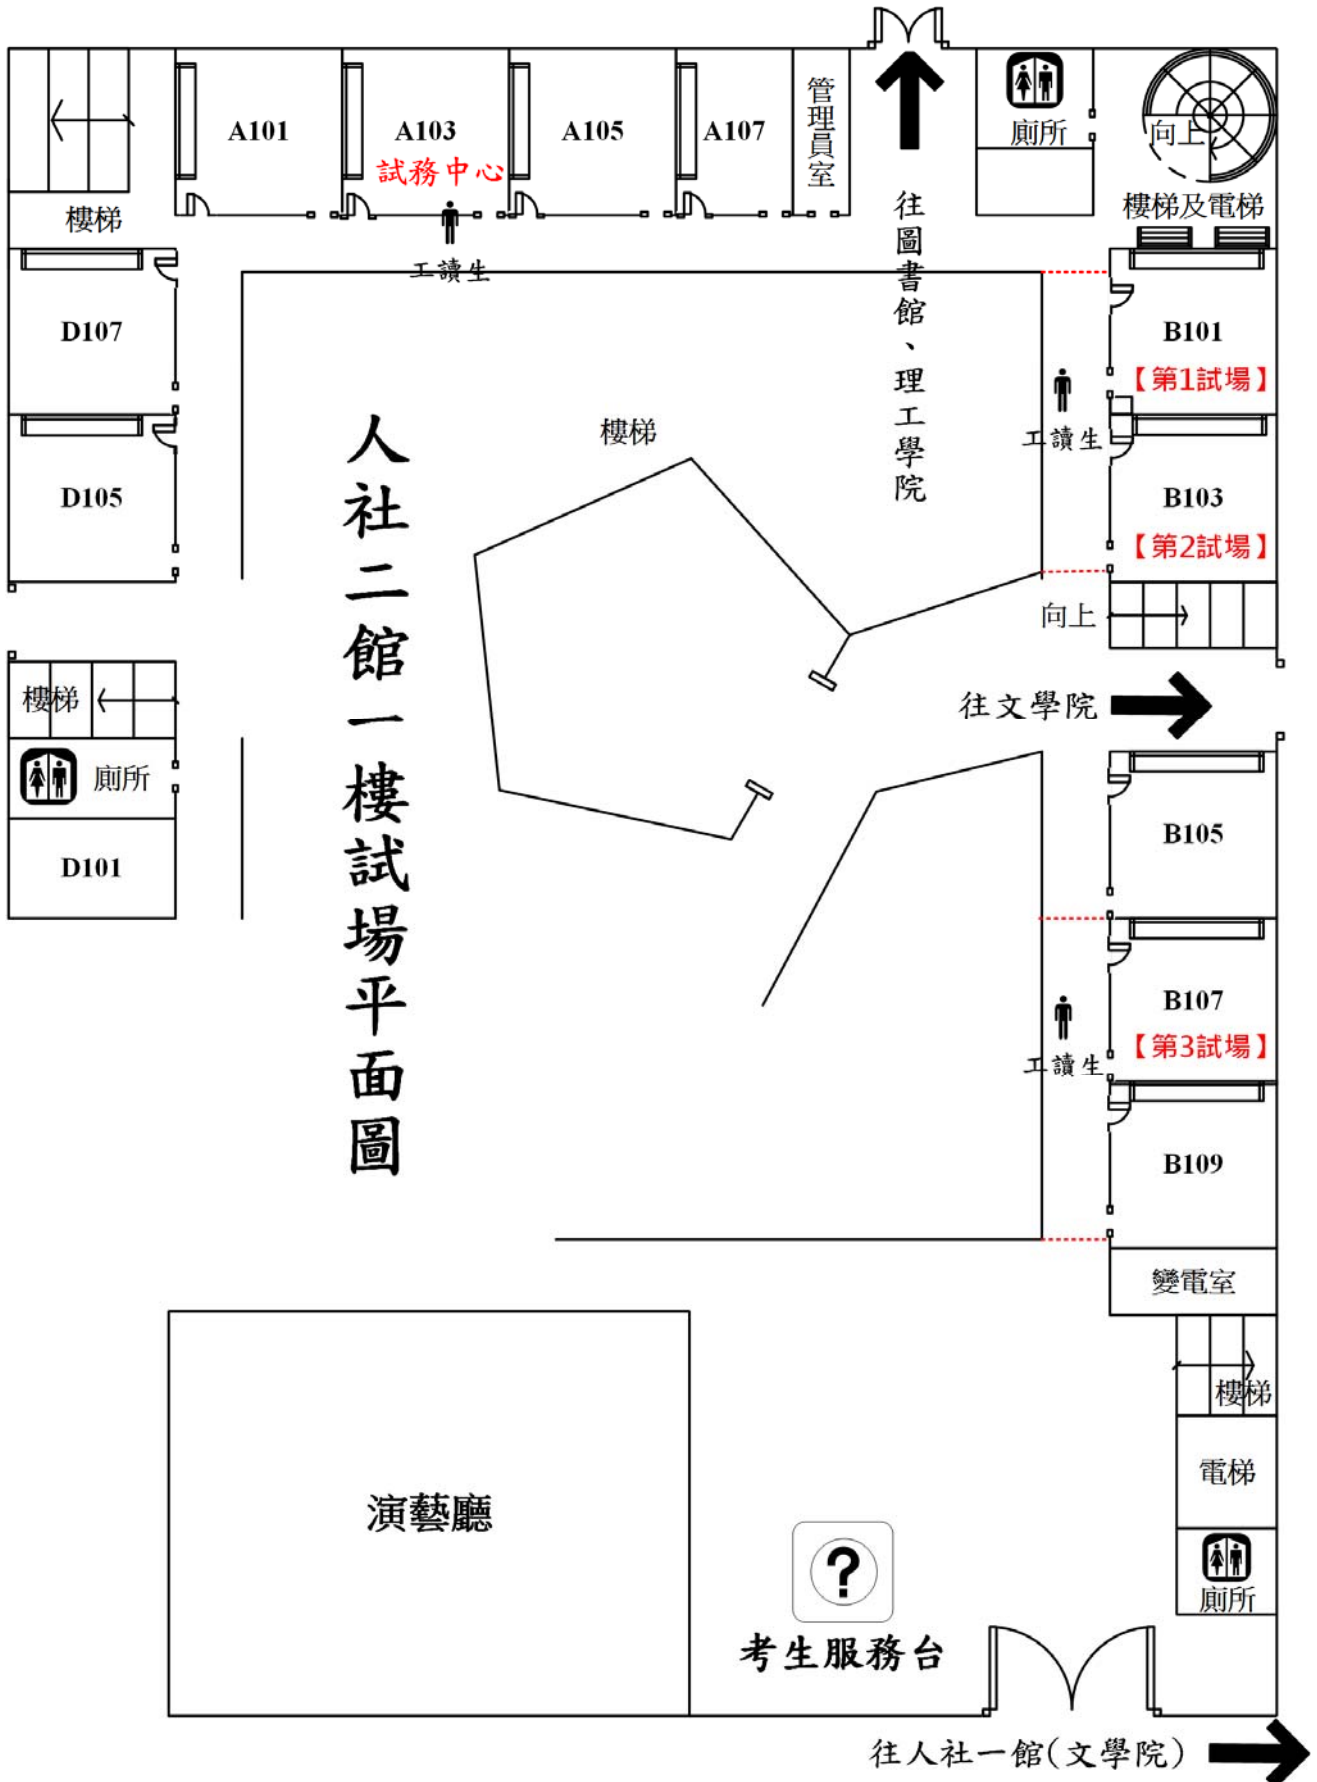 A101
A103
試務中心
A105
A107
管理員室
廁所
向上
樓梯及電梯
樓梯
工讀生
往圖書館、理工學院
D107
D105
樓梯
廁所
D101
人社二館一樓試場平面圖
樓梯
B101
【第1試場】
工讀生
B103
【第2試場】
向上
往文學院
B105
B107
【第3試場】
工讀生
B109
變電室
樓梯
電梯
廁所
演藝廳
?
考生服務台
往人社一館(文學院)